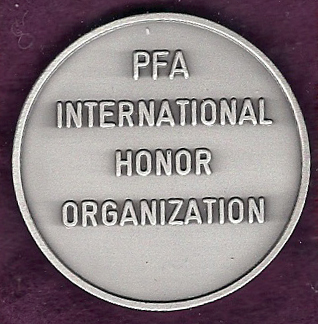 PFA
INTERNATIONAL
HONOR
ORGANIZATION